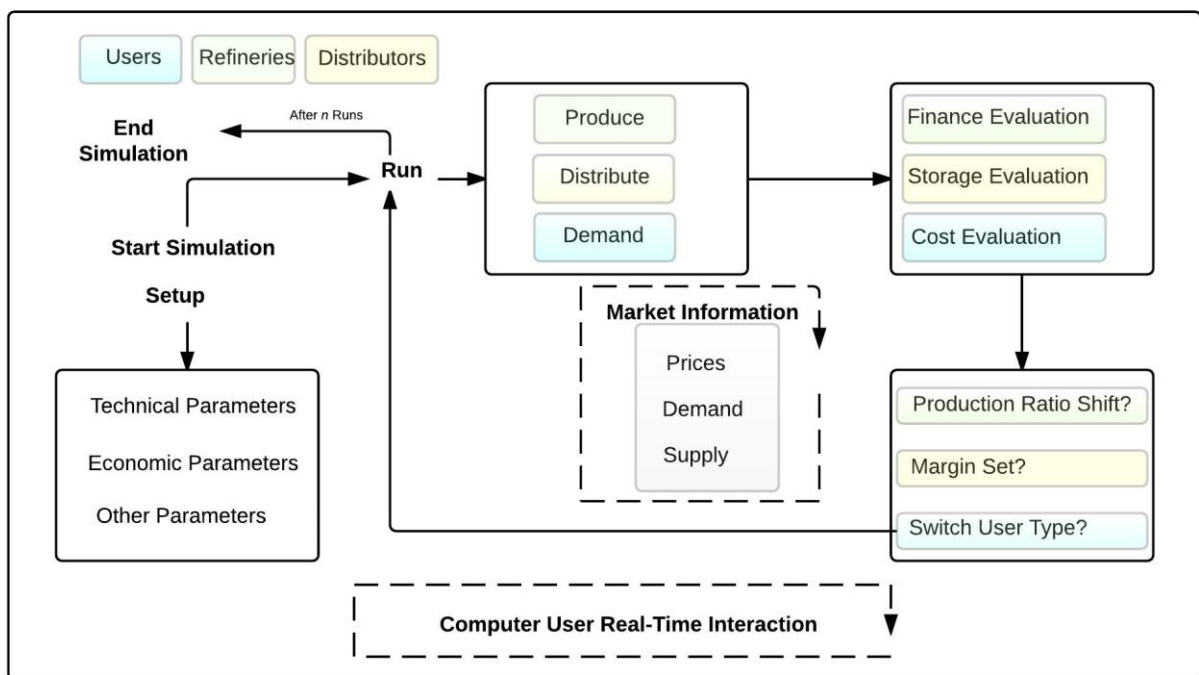 Users
Refineries
Distributors
End
Simulation
After n Runs
Run
Start Simulation
Setup
Technical Parameters
Economic Parameters
Other Parameters
Produce
Distribute
Demand
Finance Evaluation
Storage Evaluation
Cost Evaluation
Market Information
Prices
Demand
Supply
Production Ratio Shift?
Margin Set?
Switch User Type?
Computer User Real-Time Interaction